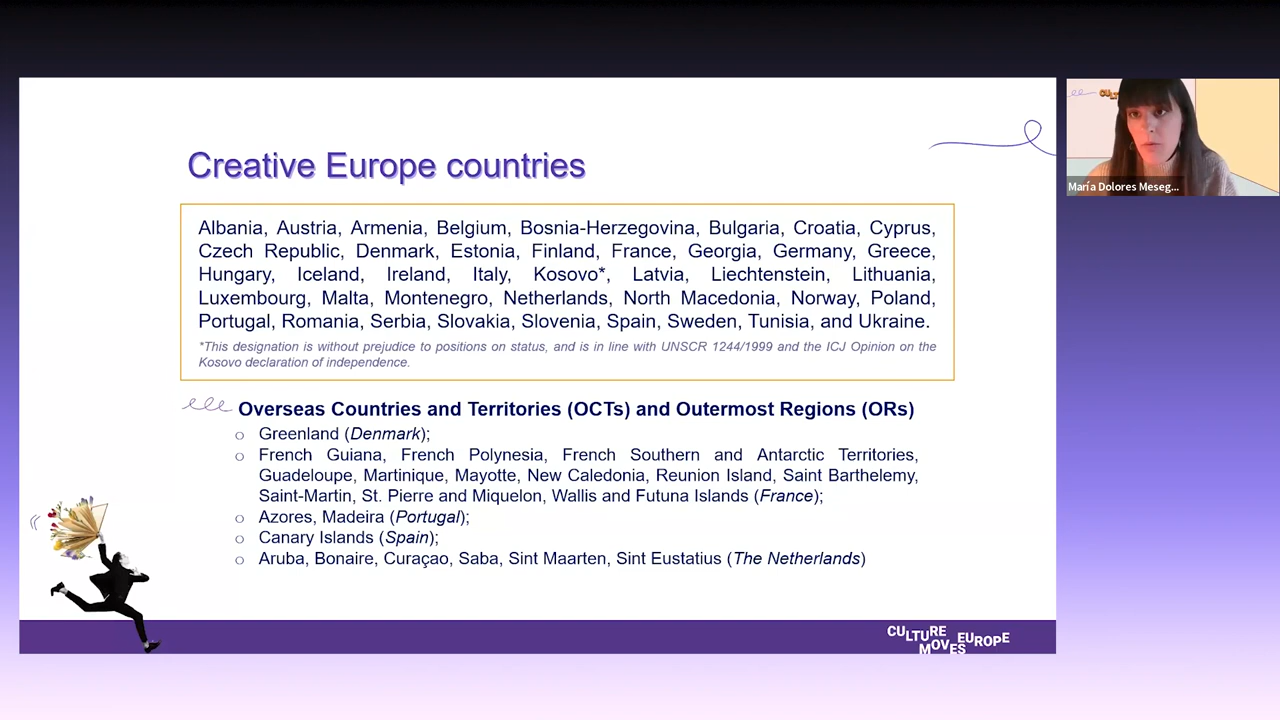 Creative Europe countries
Albania, Austria, Armenia, Belgium, Bosnia-Herzegovina, Bulgaria, Croatia, Cyprus,
Czech Republic, Denmark, Estonia, Finland, France, Georgia, Germany, Greece,
Hungary, Iceland, Ireland, Italy, Kosovo*, Latvia, Liechtenstein, Lithuania,
Luxembourg, Malta, Montenegro, Netherlands, North Macedonia, Norway, Poland,
Portugal, Romania, Serbia, Slovakia, Slovenia, Spain, Sweden, Tunisia, and Ukraine.
*This designation is without prejudice to positions on status, and is in line with UNSCR 1244/1999 and the ICJ Opinion on the
Kosovo declaration of independence.
Overseas Countries and Territories (OCTs) and Outermost Regions (ORs)
Greenland (Denmark);
French Guiana, French Polynesia, French Southern and Antarctic Territories,
Guadeloupe, Martinique, Mayotte, New Caledonia, Reunion Island, Saint Barthelemy,
Saint-Martin, St. Pierre and Miquelon, Wallis and Futuna Islands (France);
Azores, Madeira (Portugal);
Canary Islands (Spain);
Aruba, Bonaire, Curaçao, Saba, Sint Maarten, Sint Eustatius (The Netherlands)
CULTURE
MOVES EUROPE
María Dolores Meseg...